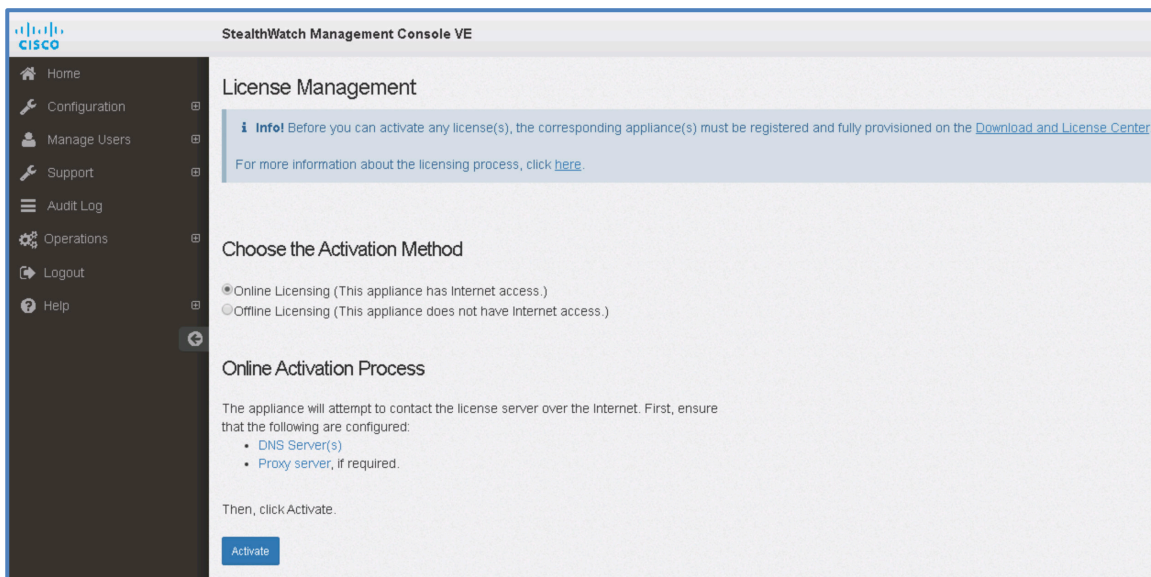 CISCO
StealthWatch Management Console VE
Home
Configuration
Manage Users
Support
Audit Log
Operations
Logout
Help
License Management
i Info! Before you can activate any license(s), the corresponding appliance(s) must be registered and fully provisioned on the Download and License Center
For more information about the licensing process, click here.
Choose the Activation Method
Online Licensing (This appliance has Internet access.)
Offline Licensing (This appliance does not have Internet access.)
Online Activation Process
The appliance will attempt to contact the license server over the Internet. First, ensure
that the following are configured:
• DNS Server(s)
• Proxy server, if required.
Then, click Activate.
Activate